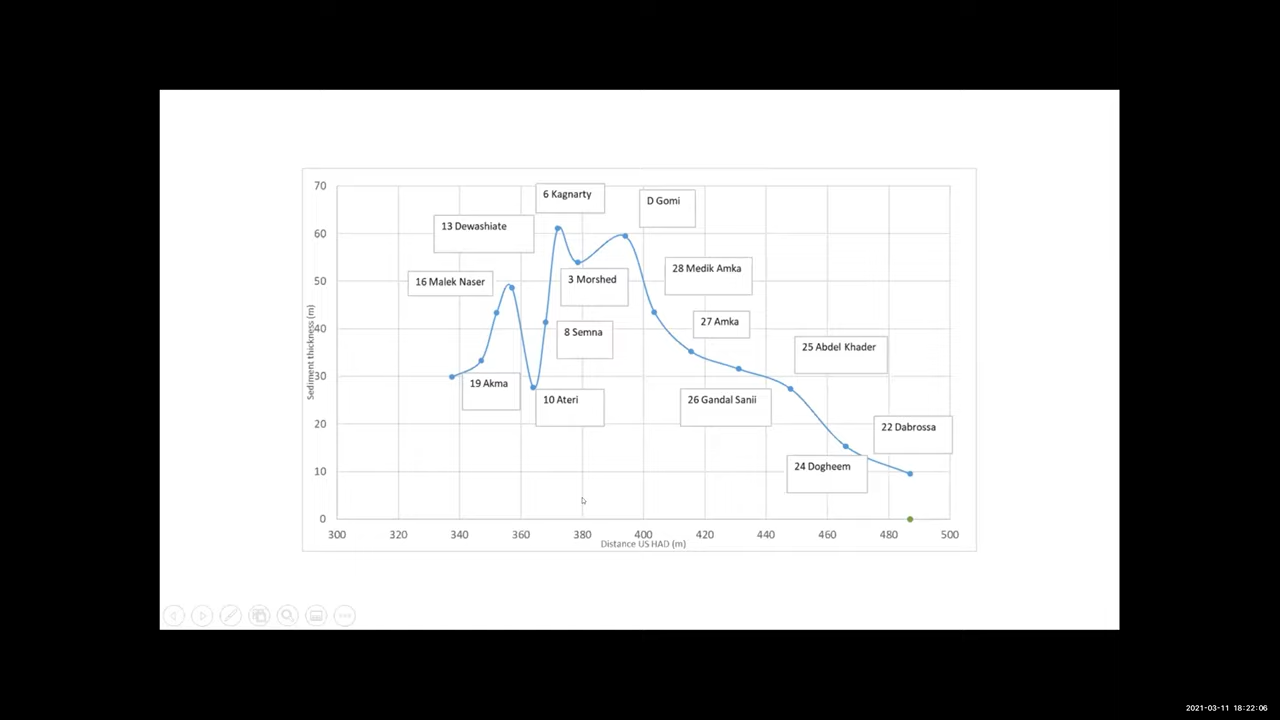 70
60
50
40
30
20
10
0
Sediment thickness (m)
6 Kagnarty
D Gomi
13 Dewashiate
28 Medik Amka
16 Malek Naser
3 Morshed
27 Amka
8 Semna
25 Abdel Khader
19 Akma
10 Ateri
26 Gandal Sanii
22 Dabrossa
24 Dogheem
300 320 340 360 380 400 420 440 460 480 500
Distance US HAD (m)
2021-03-11 18:22:06